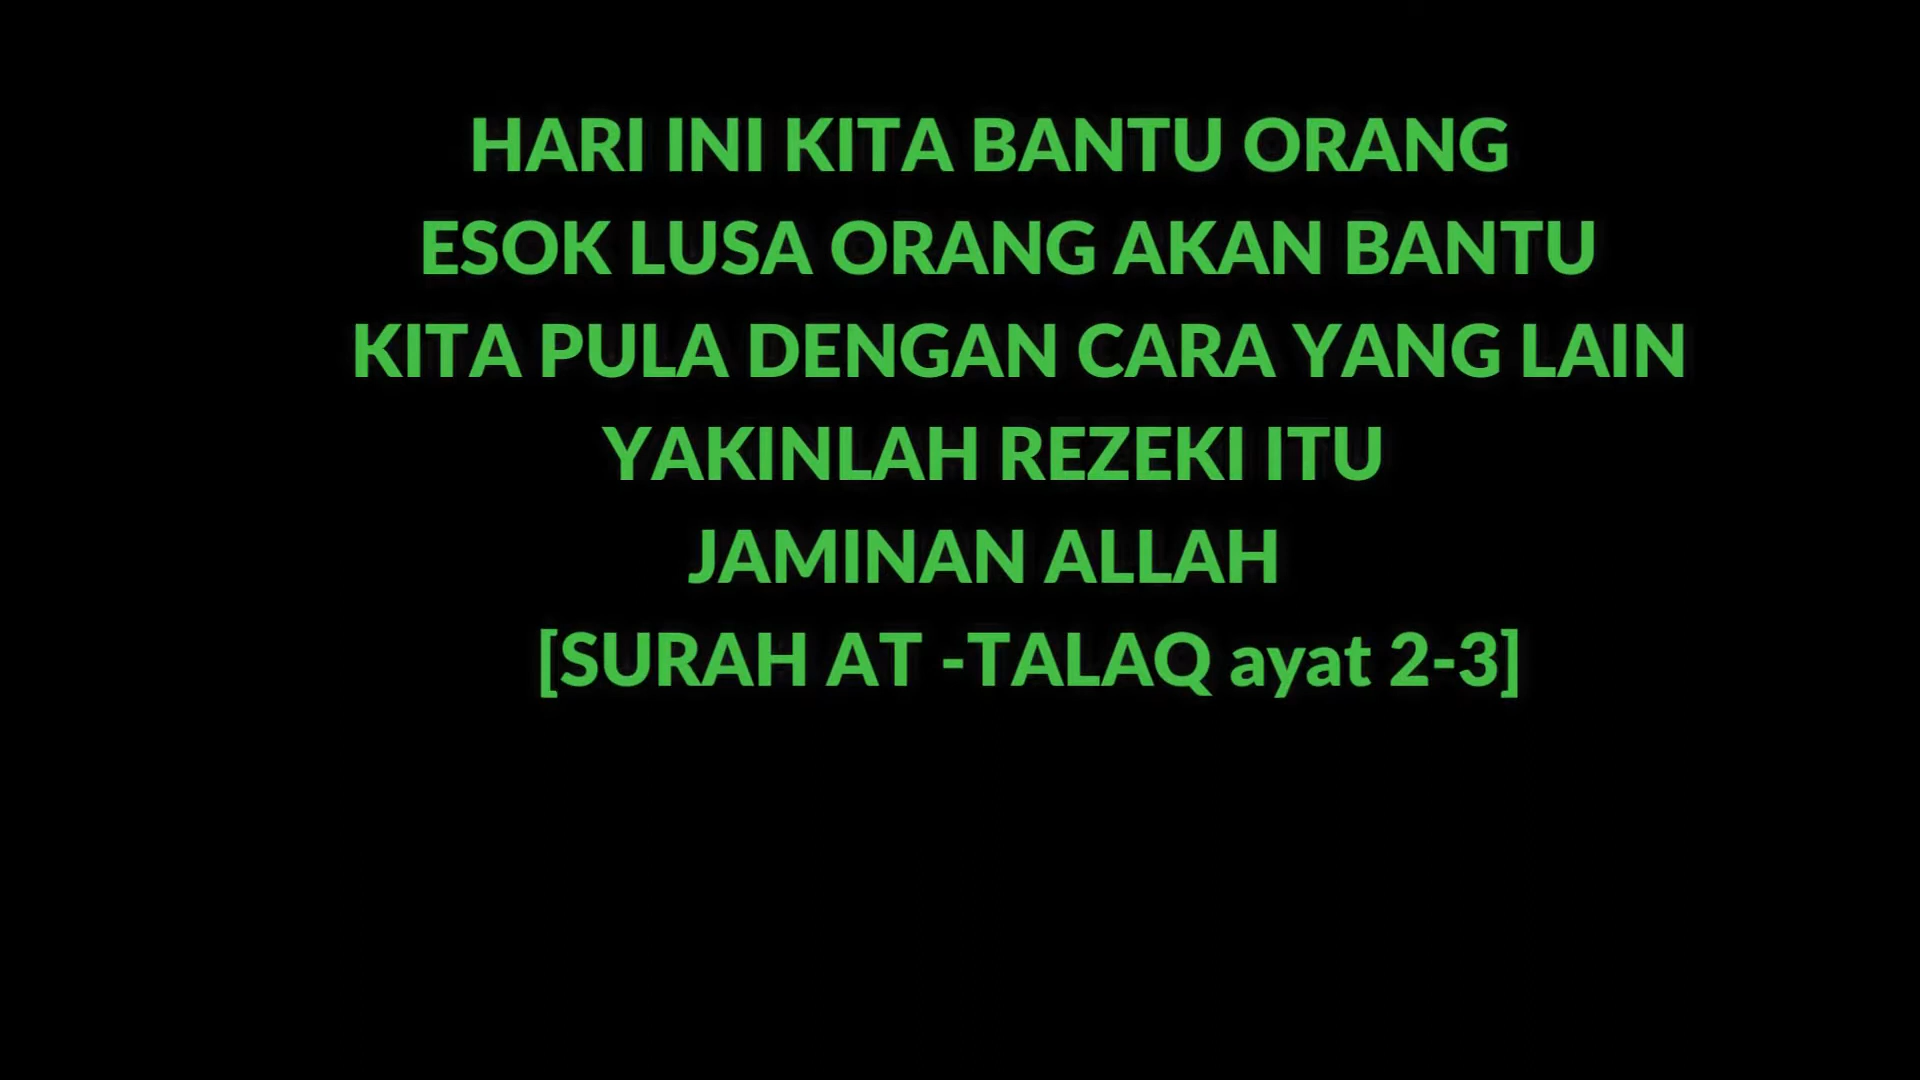 HARI INI KITA BANTU ORANG
ESOK LUSA ORANG AKAN BANTU
KITA PULA DENGAN CARA YANG LAIN
YAKINLAH REZEKI ITU
JAMINAN ALLAH
[SURAH AT -TALAQ ayat 2-3]